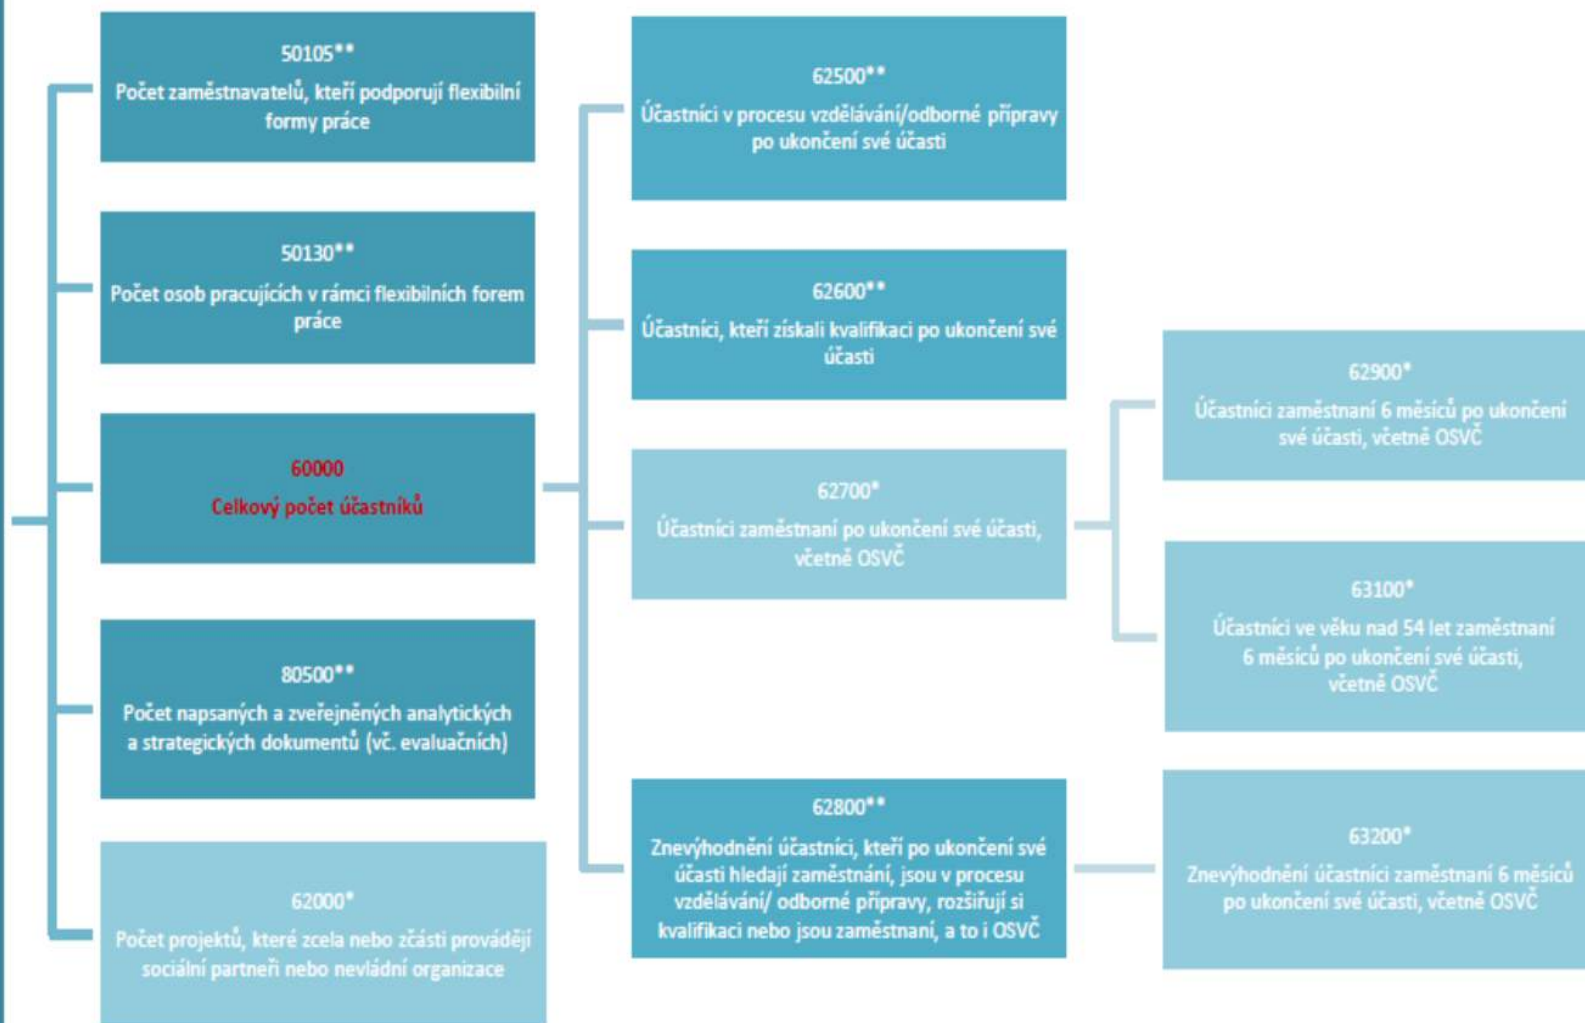 50105**
Počet zaměstnavatelů, kteří podporují flexibilní
formy práce
50130**
Počet osob pracujících v rámci flexibilních forem
práce
60000
Celkový počet účastníků
80500**
Počet napsaných a zveřejněných analytických
a strategických dokumentů (vč. evaluačních)
62000*
Počet projektů, které zcela nebo zčásti provádějí
sociální partneři nebo nevládní organizace
62500**
Účastníci v procesu vzdělávání/odborné přípravy
po ukončení své účasti
62600**
Účastníci, kteří získali kvalifikaci po ukončení své
účasti
62700*
Účastníci zaměstnaní po ukončení své účasti,
včetně OSVČ
62800**
Znevýhodnění účastníci, kteří po ukončení své
účasti hledají zaměstnání, jsou v procesu
vzdělávání/ odborné přípravy, rozšiřují si
kvalifikaci nebo jsou zaměstnaní, a to i OSVČ
62900*
Účastníci zaměstnaní 6 měsíců po ukončení
své účasti, včetně OSVČ
63100*
Účastníci ve věku nad 54 let zaměstnaní
6 měsíců po ukončení své účasti,
včetně OSVČ
63200*
Znevýhodnění účastníci zaměstnaní 6 měsíců
po ukončení své účasti, včetně OSVČ